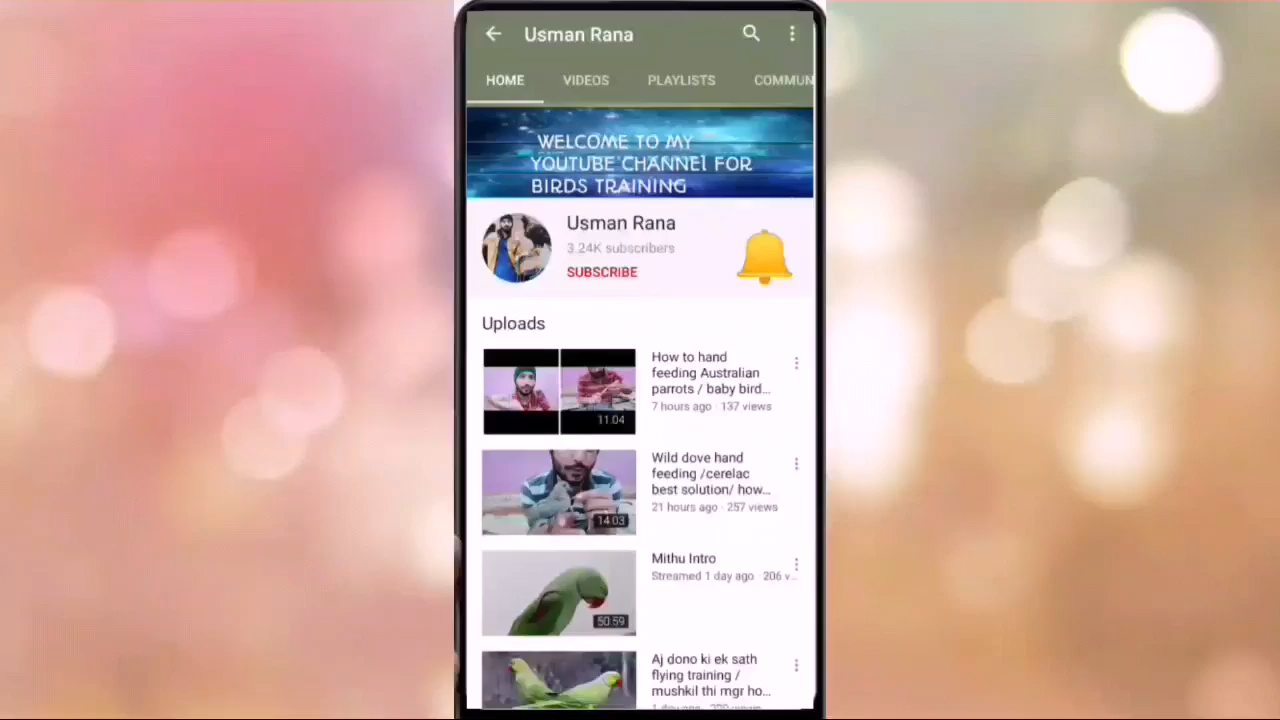 Usman Rana
HOME VIDEOS PLAYLISTS COMMUN
WELCOME TO MY
YOUTUBE CHANNEL FOR
BIRDS TRAINING
Usman Rana
3.24K subscribers
SUBSCRIBE
Uploads
How to hand
feeding Australian
parrots / baby bird...
7 hours ago · 137 views
11:04
Wild dove hand
feeding /cerelac
best solution/ how...
21 hours ago · 257 views
14:03
Mithu Intro
Streamed 1 day ago · 206 v...
50:59
Aj dono ki ek sath
flying training /
mushkil thi mgr ho...